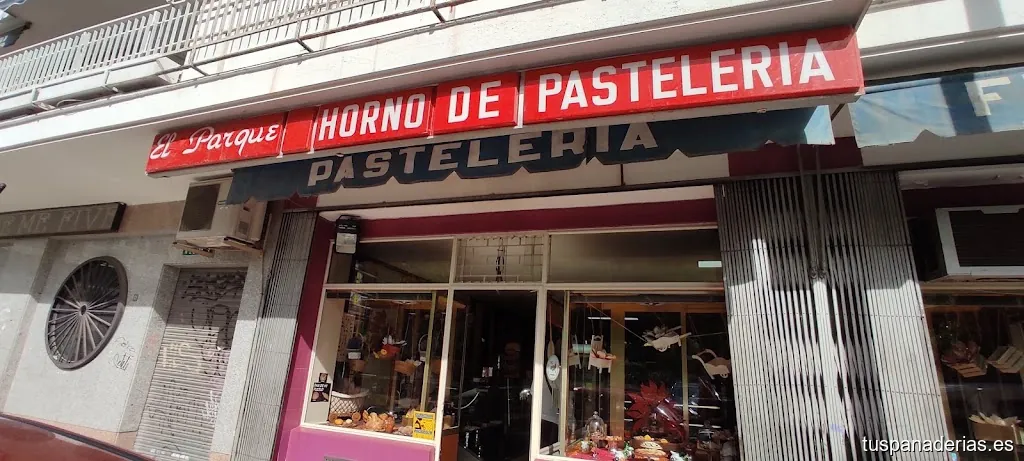 El Parque HORNO DE PASTELERIA
PASTELERIA
tuspanaderias.es